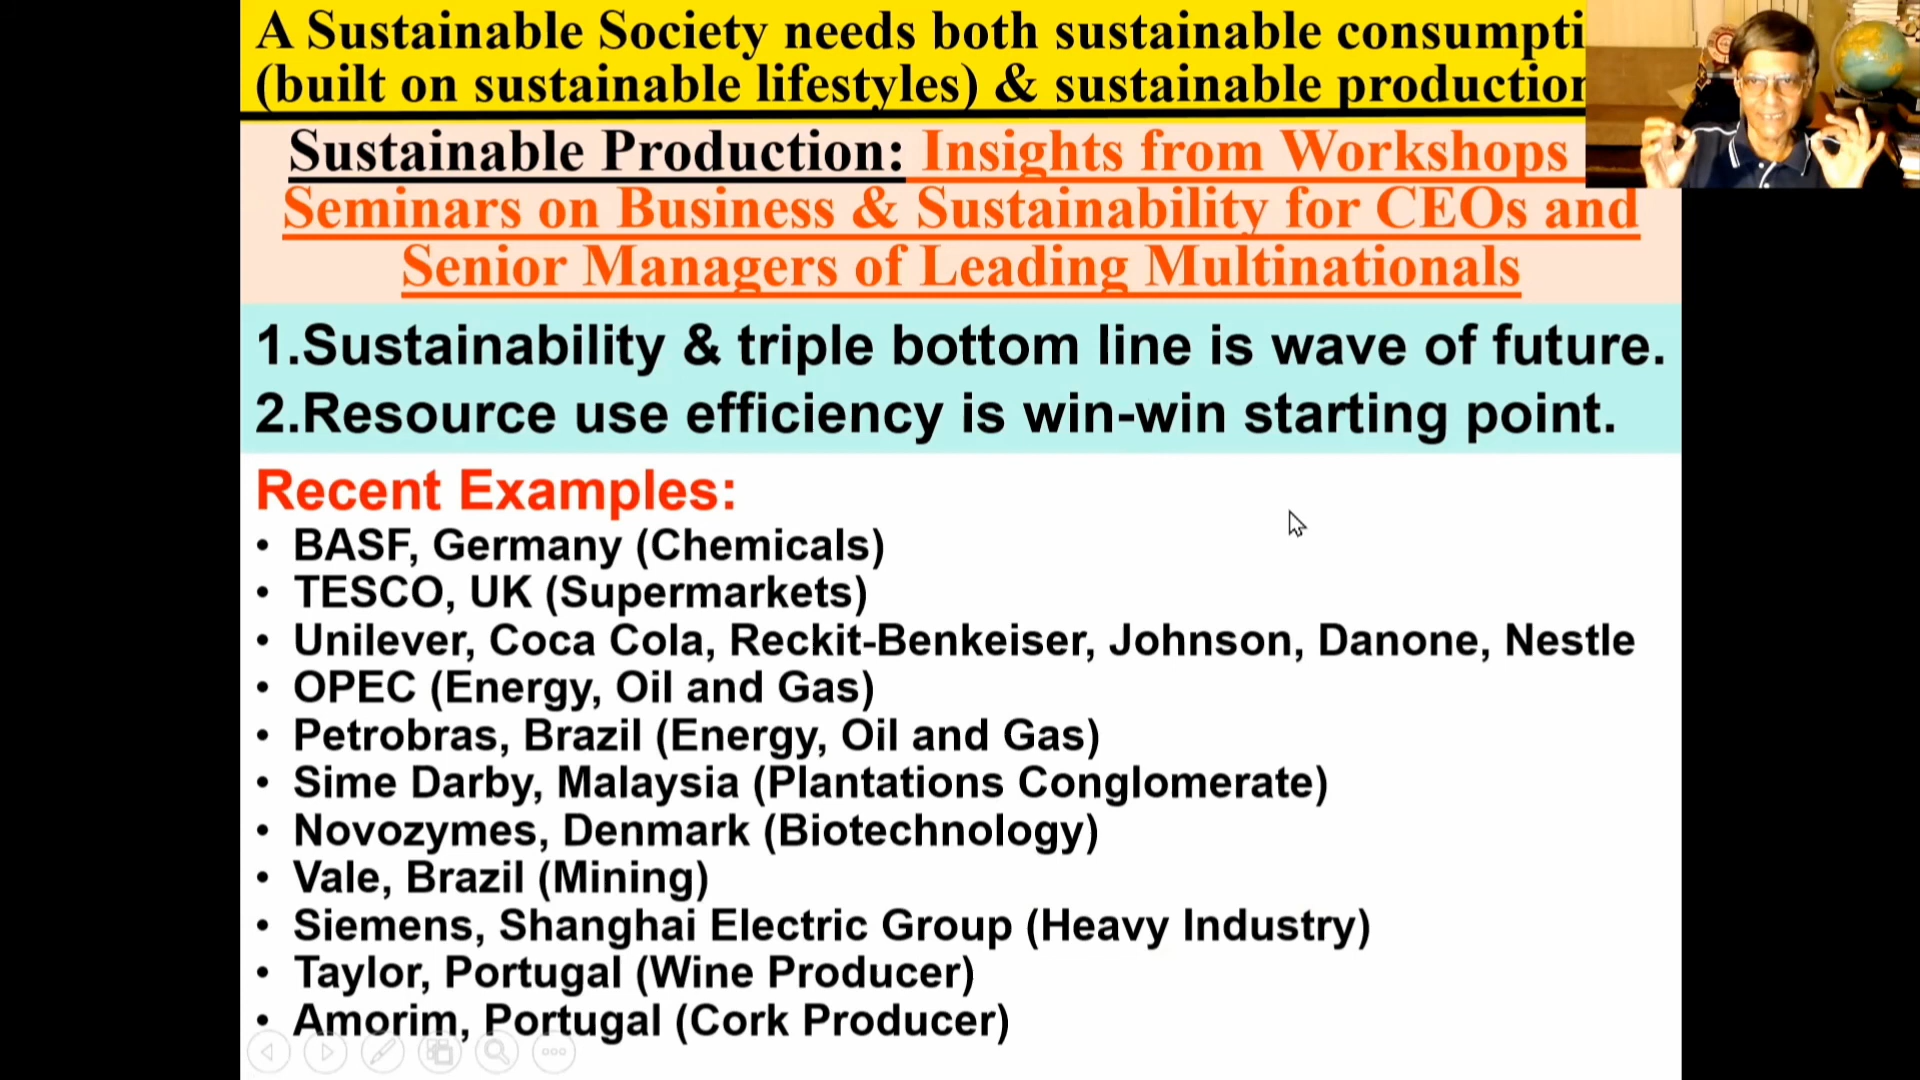 A Sustainable Society needs both sustainable consumpti
(built on sustainable lifestyles) & sustainable production
Sustainable Production: Insights from Workshops
Seminars on Business & Sustainability for CEOs and
Senior Managers of Leading Multinationals
1.Sustainability & triple bottom line is wave of future.
2.Resource use efficiency is win-win starting point.
Recent Examples:
• BASF, Germany (Chemicals)
• TESCO, UK (Supermarkets)
• Unilever, Coca Cola, Reckit-Benkeiser, Johnson, Danone, Nestle
• OPEC (Energy, Oil and Gas)
• Petrobras, Brazil (Energy, Oil and Gas)
• Sime Darby, Malaysia (Plantations Conglomerate)
• Novozymes, Denmark (Biotechnology)
• Vale, Brazil (Mining)
• Siemens, Shanghai Electric Group (Heavy Industry)
• Taylor, Portugal (Wine Producer)
• Amorim, Portugal (Cork Producer)